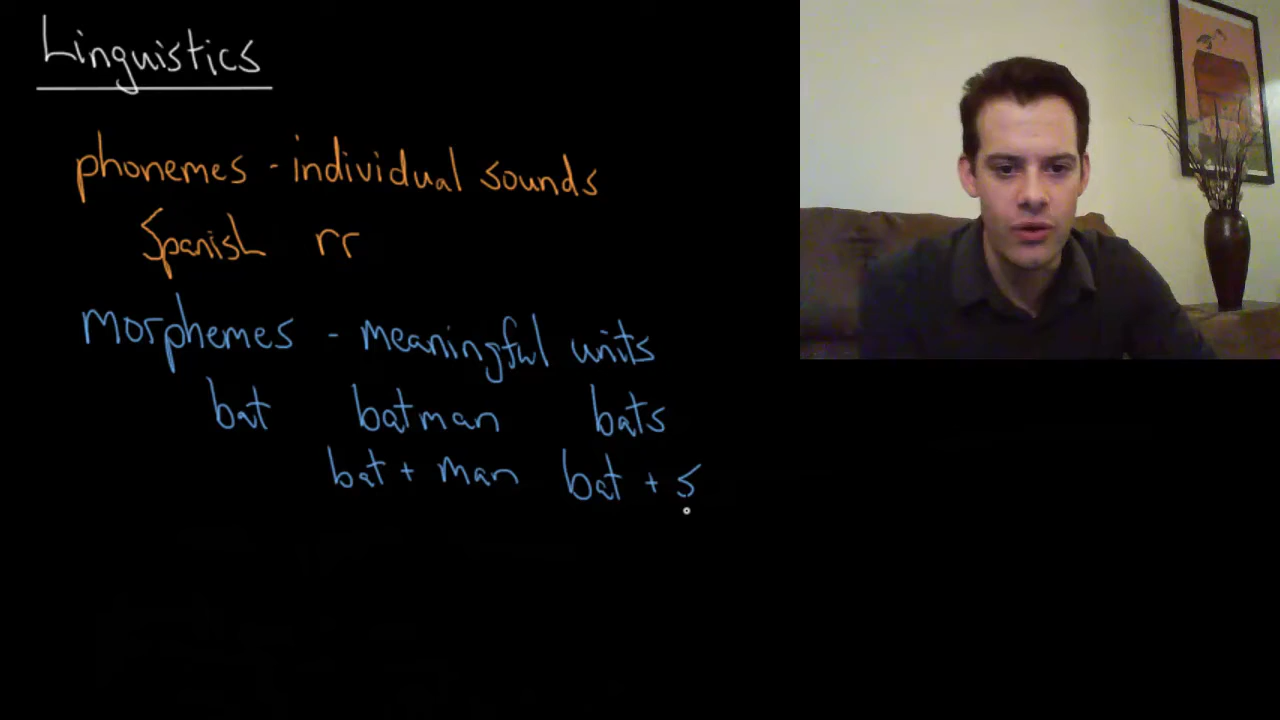 Linguistics
phonemes - individual sounds
Spanish rr
morphemes - meaningful units
bat batman bats
bat + man bat + s